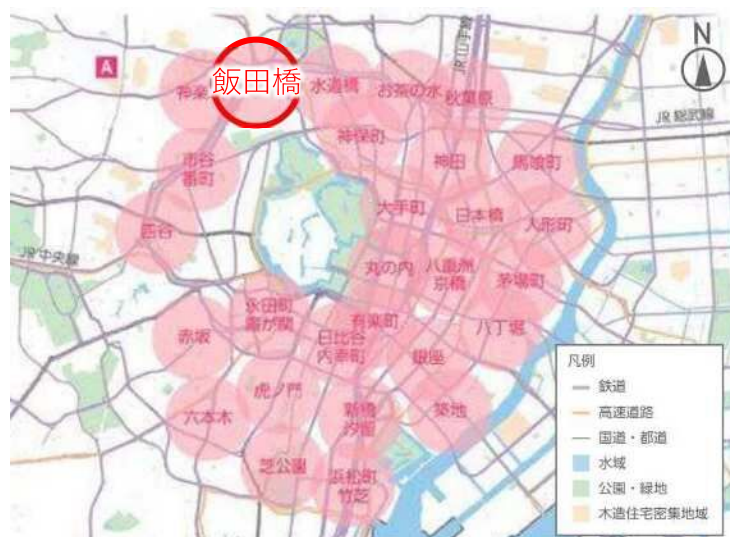 A
飯田橋
神楽
水道橋
お茶の水
秋葉原
JR山手線
N
JR 総武線
神保町
市谷
番町
神田
馬喰町
四谷
大手町
日本橋
人形町
JR 中央線
丸の内
八重洲
京橋
茅場町
永田町
霞が関
有楽町
赤坂
日比谷
内幸町
銀座
八丁堀
六本木
虎ノ門
新橋
汐留
築地
芝公園
浜松町
竹芝
凡例
鉄道
高速道路
国道・都道
水域
公園・緑地
木造住宅密集地域